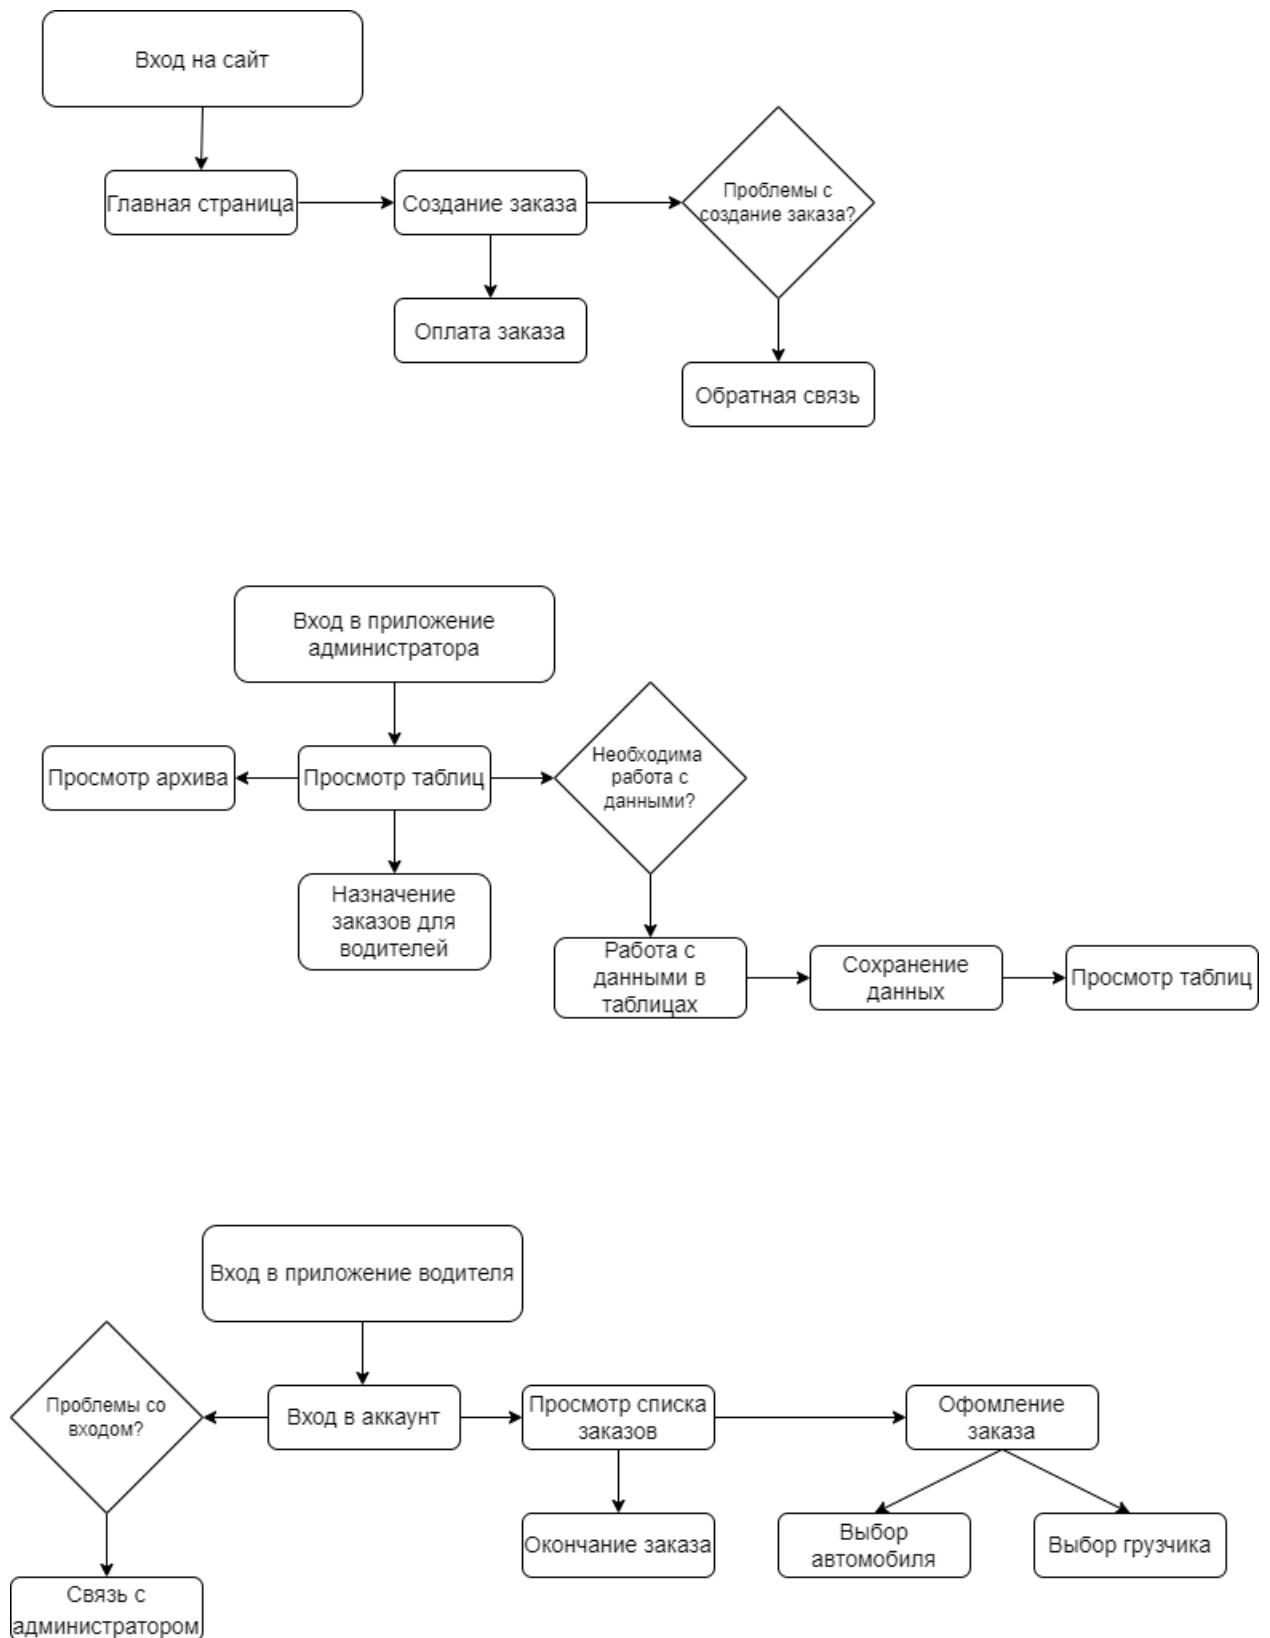 Вход на сайт
Главная страница
Создание заказа
Проблемы с
создание заказа?
Оплата заказа
Обратная связь
Вход в приложение
администратора
Просмотр архива
Просмотр таблиц
Необходима
работа с
данными?
Назначение
заказов для
водителей
Работа с
данными в
таблицах
Сохранение
данных
Просмотр таблиц
Вход в приложение водителя
Проблемы со
входом?
Вход в аккаунт
Просмотр списка
заказов
Офомление
заказа
Окончание заказа
Выбор
автомобиля
Выбор грузчика
Связь с
администратором